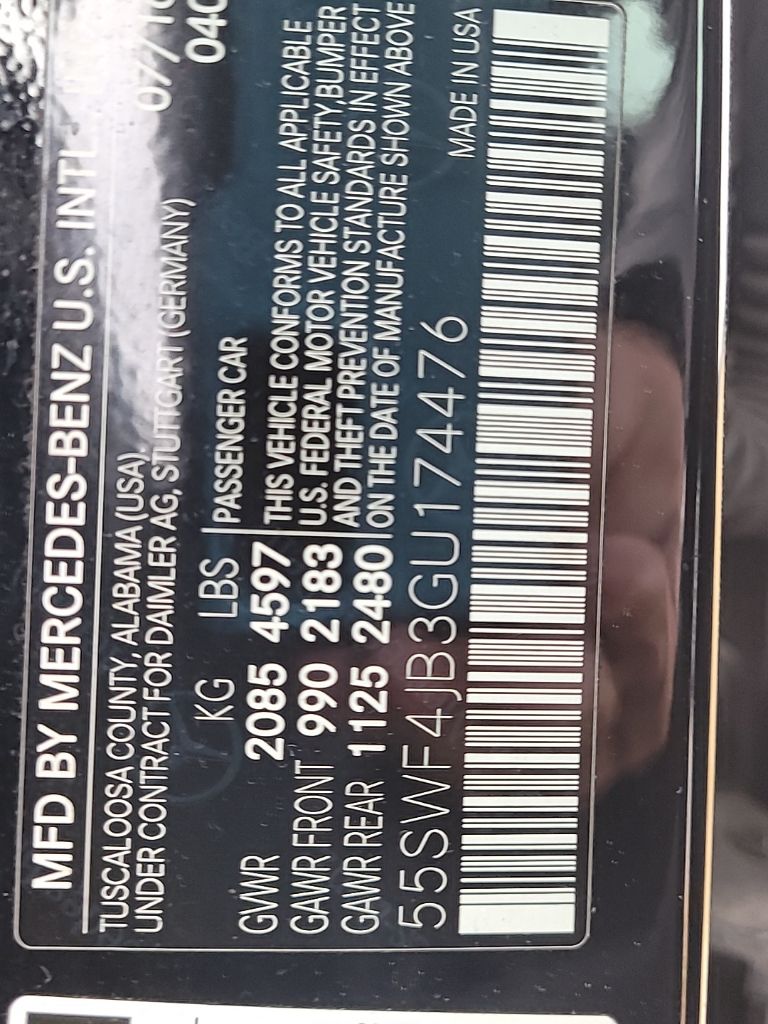 MFD BY MERCEDES-BENZ U.S. INTL
TUSCALOOSA COUNTY, ALABAMA (USA),
UNDER CONTRACT FOR DAIMLER AG, STUTTGART (GERMANY)
KG LBS PASSENGER CAR
GVWR 2085 4597 THIS VEHICLE CONFORMS TO ALL APPLICABLE
GAWR FRONT 990 2183 U.S. FEDERAL MOTOR VEHICLE SAFETY,BUMPER
GAWR REAR 1125 2480 AND THEFT PREVENTION STANDARDS IN EFFECT
ON THE DATE OF MANUFACTURE SHOWN ABOVE
55SWF4JB3GU174476 MADE IN USA